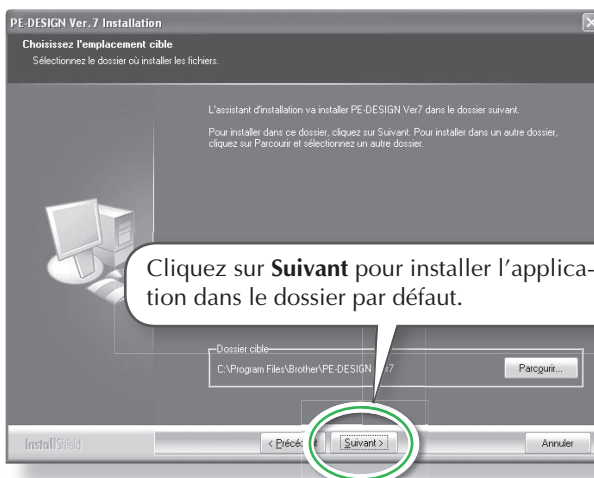 PE-DESIGN Ver. 7 Installation
Choisissez l'emplacement cible
Sélectionnez le dossier où installer les fichiers.
L'assistant d'installation va installer PE-DESIGN Ver7 dans le dossier suivant.
Pour installer dans ce dossier, cliquez sur Suivant. Pour installer dans un autre dossier,
cliquez sur Parcourir et sélectionnez un autre dossier.
Cliquez sur Suivant pour installer l'applica-
tion dans le dossier par défaut.
Dossier cible
C:\Program Files\Brother\PE-DESIGN
Parcourir...
InstallShield
Suivant >
Annuler